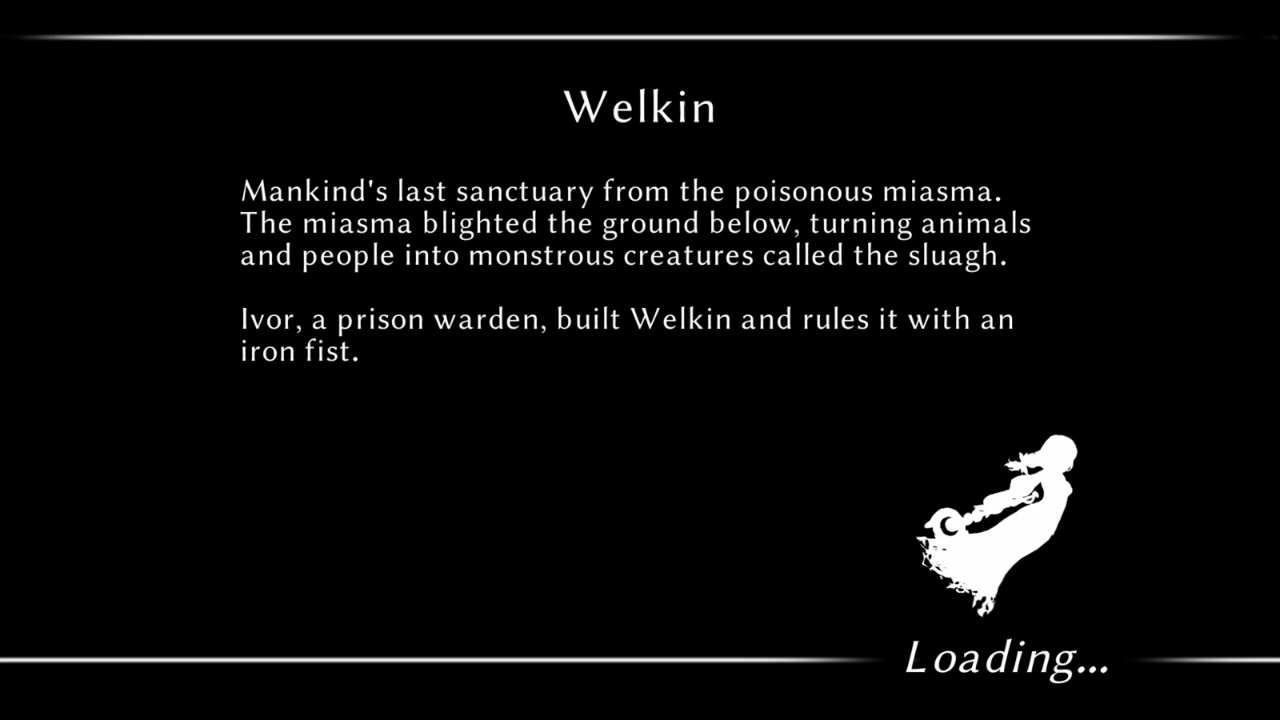 Welkin
Mankind's last sanctuary from the poisonous miasma.
The miasma blighted the ground below, turning animals
and people into monstrous creatures called the sluagh.
Ivor, a prison warden, built Welkin and rules it with an
iron fist.
Loading...